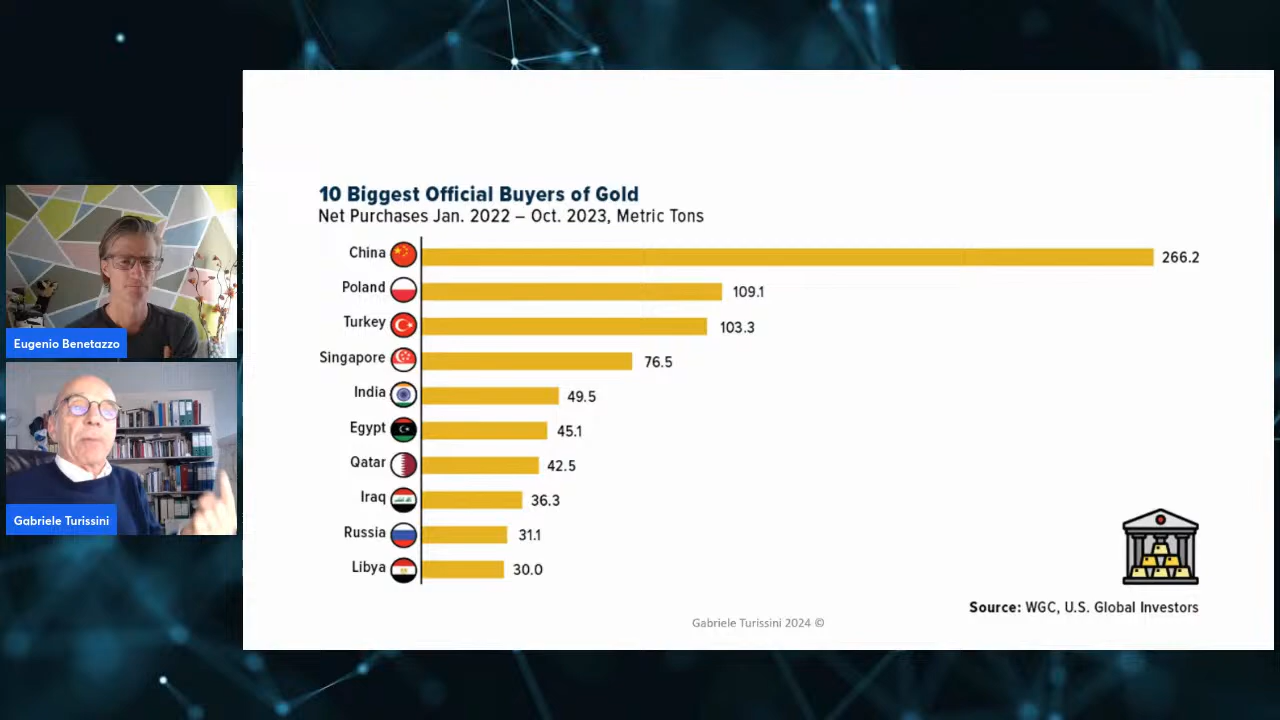 10 Biggest Official Buyers of Gold
Net Purchases Jan. 2022 – Oct. 2023, Metric Tons
China 266.2
Poland 109.1
Turkey 103.3
Singapore 76.5
India 49.5
Egypt 45.1
Qatar 42.5
Iraq 36.3
Russia 31.1
Libya 30.0
Source: WGC, U.S. Global Investors
Gabriele Turissini 2024 ©
Eugenio Benetazzo
Gabriele Turissini